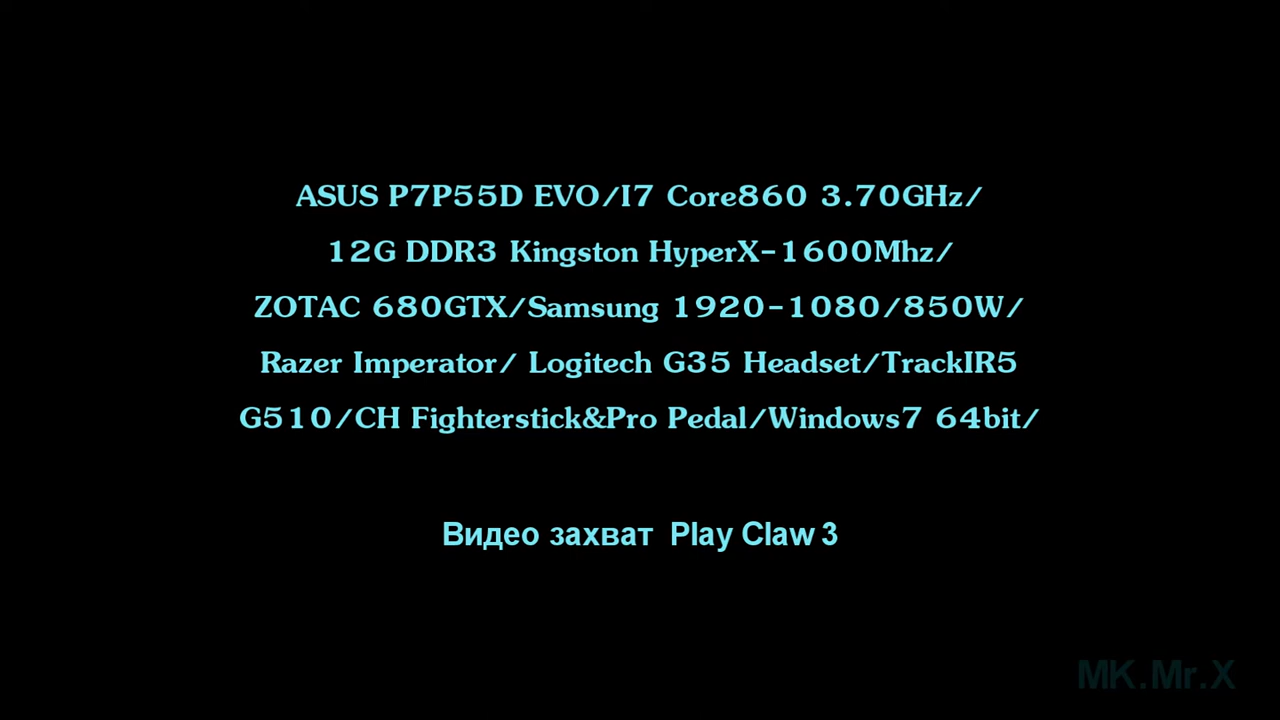 ASUS P7P55D EVO/I7 Core860 3.70GHz/
12G DDR3 Kingston HyperX-1600Mhz/
ZOTAC 680GTX/Samsung 1920-1080/850W/
Razer Imperator/ Logitech G35 Headset/TrackIR5
G510/CH Fighterstick&Pro Pedal/Windows7 64bit/
Видео захват Play Claw 3
MK.Mr.X